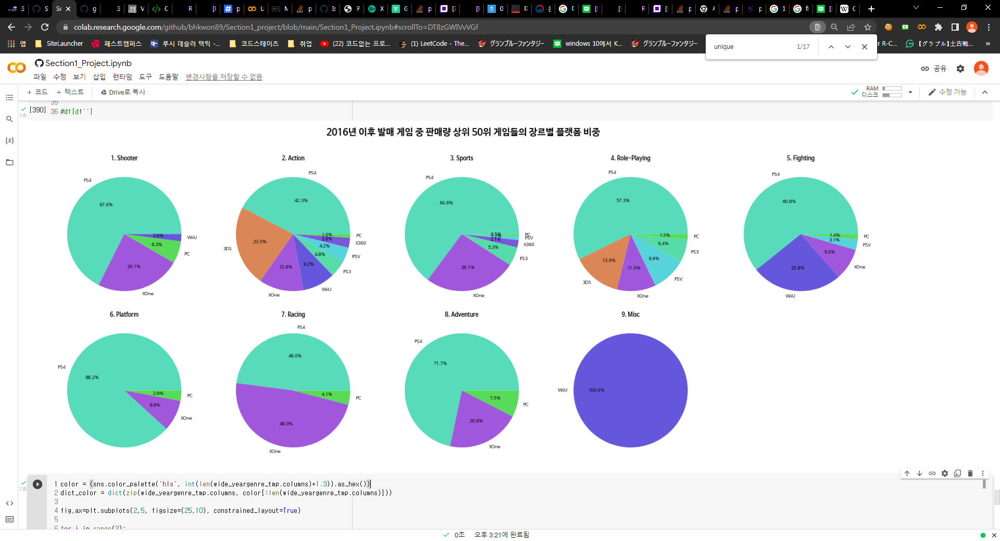 colab.research.google.com/github/bhkwon89/Section1_project/blob/main/Section1_Project.ipynb#scrollTo=DT8zGWIVvVGf
앱 SiteLauncher 패스트캠퍼스 루시 데슬러 택틱 -... 코드스테이츠 취업 (22) 코드없는 프로... (1) LeetCode - The... グランブルーファンタジー windows 10에서 K... グランブルーファンタジー er R-C... 【グラブル】土古戦... »
unique 1/17
Section1_Project.ipynb
공유
파일 수정 보기 삽입 런타임 도구 도움말 변경사항을 저장할 수 없음
+ 코드 + 텍스트 Drive로 복사
RAM
디스크
수정 가능
35
[390] 36 #df[df'']
1초
2016년 이후 발매 게임 중 판매량 상위 50위 게임들의 장르별 플랫폼 비중
1. Shooter
PS4
67.6%
2.0%
WiiU
6.3%
PC
24.1%
XOne
2. Action
PS4
42.3%
1.0%
PC
2.8%
X360
23.0%
3DS
4.2%
PSV
4.8%
PS3
12.6%
9.2%
WiiU
XOne
3. Sports
PS4
64.8%
0.5%
PC
PSV
2.1%
X360
5.3%
PS3
26.1%
XOne
4. Role-Playing
PS4
57.3%
1.5%
PC
6.4%
PS3
13.9%
9.9%
11.0%
PSV
3DS
XOne
5. Fighting
PS4
60.8%
1.4%
PC
3.1%
PSV
9.0%
XOne
25.8%
WiiU
6. Platform
PS4
88.2%
2.9%
PC
8.8%
XOne
7. Racing
PS4
48.0%
4.1%
PC
48.0%
XOne
8. Adventure
PS4
71.7%
7.5%
PC
20.8%
XOne
9. Misc
WiiU
100.0%
1초
1 color = (sns.color_palette('hls', int(len(wide_yeargenre_tmp.columns)*1.3)).as_hex())
2 dict_color = dict(zip(wide_yeargenre_tmp.columns, color[:len(wide_yeargenre_tmp.columns)]))
3
4 fig,ax=plt.subplots(2,5, figsize=(25,10), constrained_layout=True)
5
6 for i in range(2):
0초 오후 3:21에 완료됨